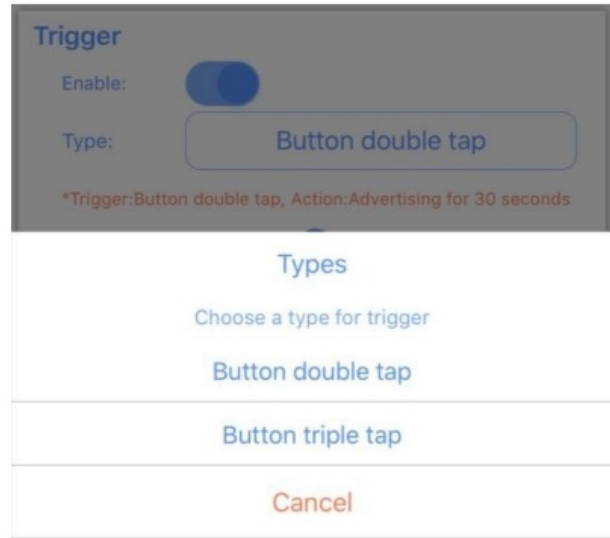 Trigger
Enable:
Type: Button double tap
*Trigger:Button double tap, Action:Advertising for 30 seconds
Types
Choose a type for trigger
Button double tap
Button triple tap
Cancel